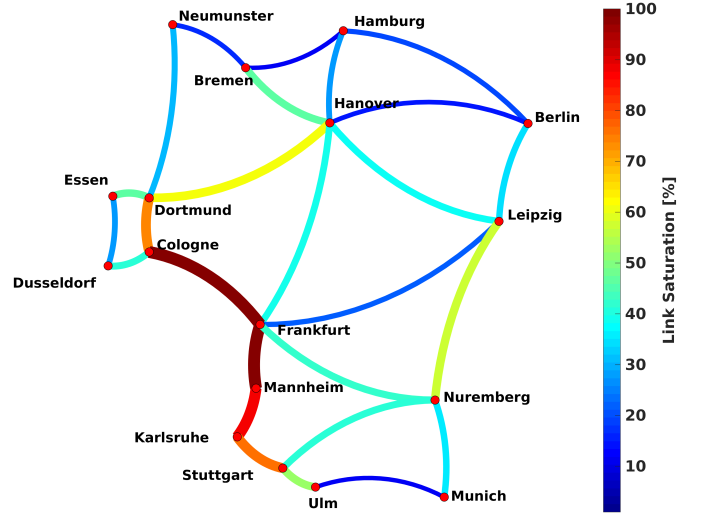 Neumunster
Hamburg
Bremen
Hanover
Berlin
Essen
Dortmund
Leipzig
Cologne
Dusseldorf
Frankfurt
Mannheim
Nuremberg
Karlsruhe
Stuttgart
Ulm
Munich
100
90
80
70
60
50
40
30
20
10
Link Saturation [%]